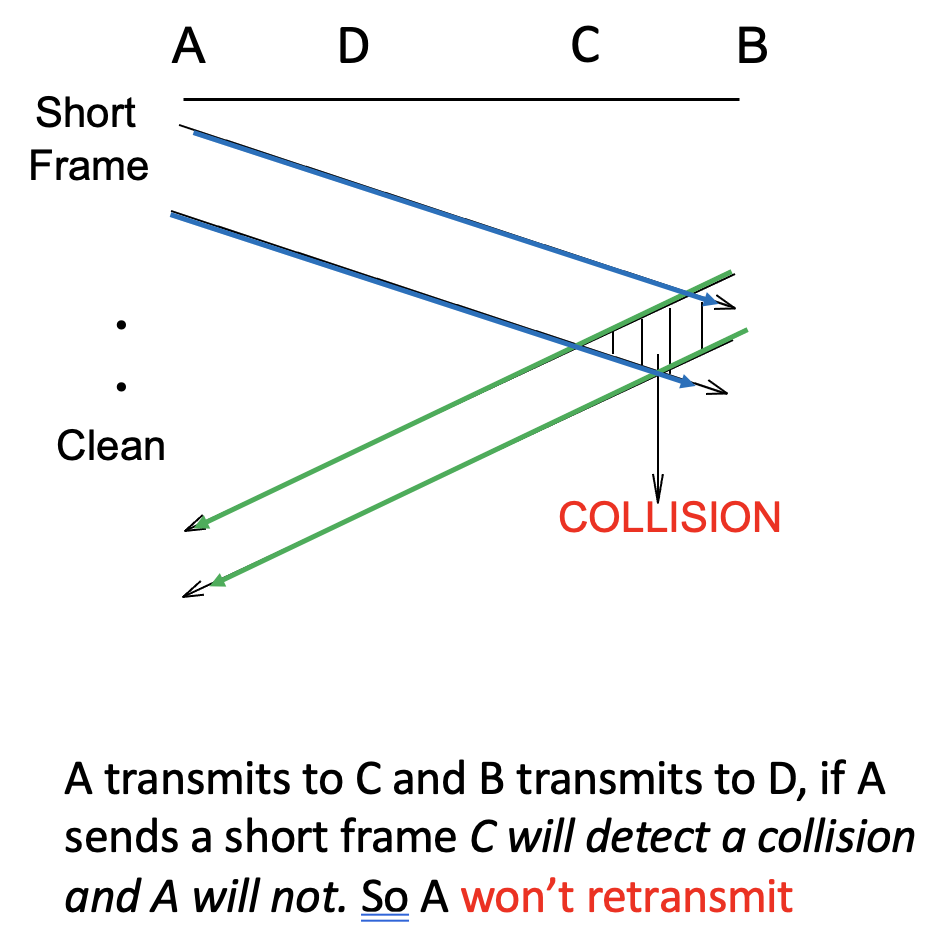 A D C B
Short
Frame
.
.
Clean
COLLISION
A transmits to C and B transmits to D, if A
sends a short frame C will detect a collision
and A will not. So A won’t retransmit